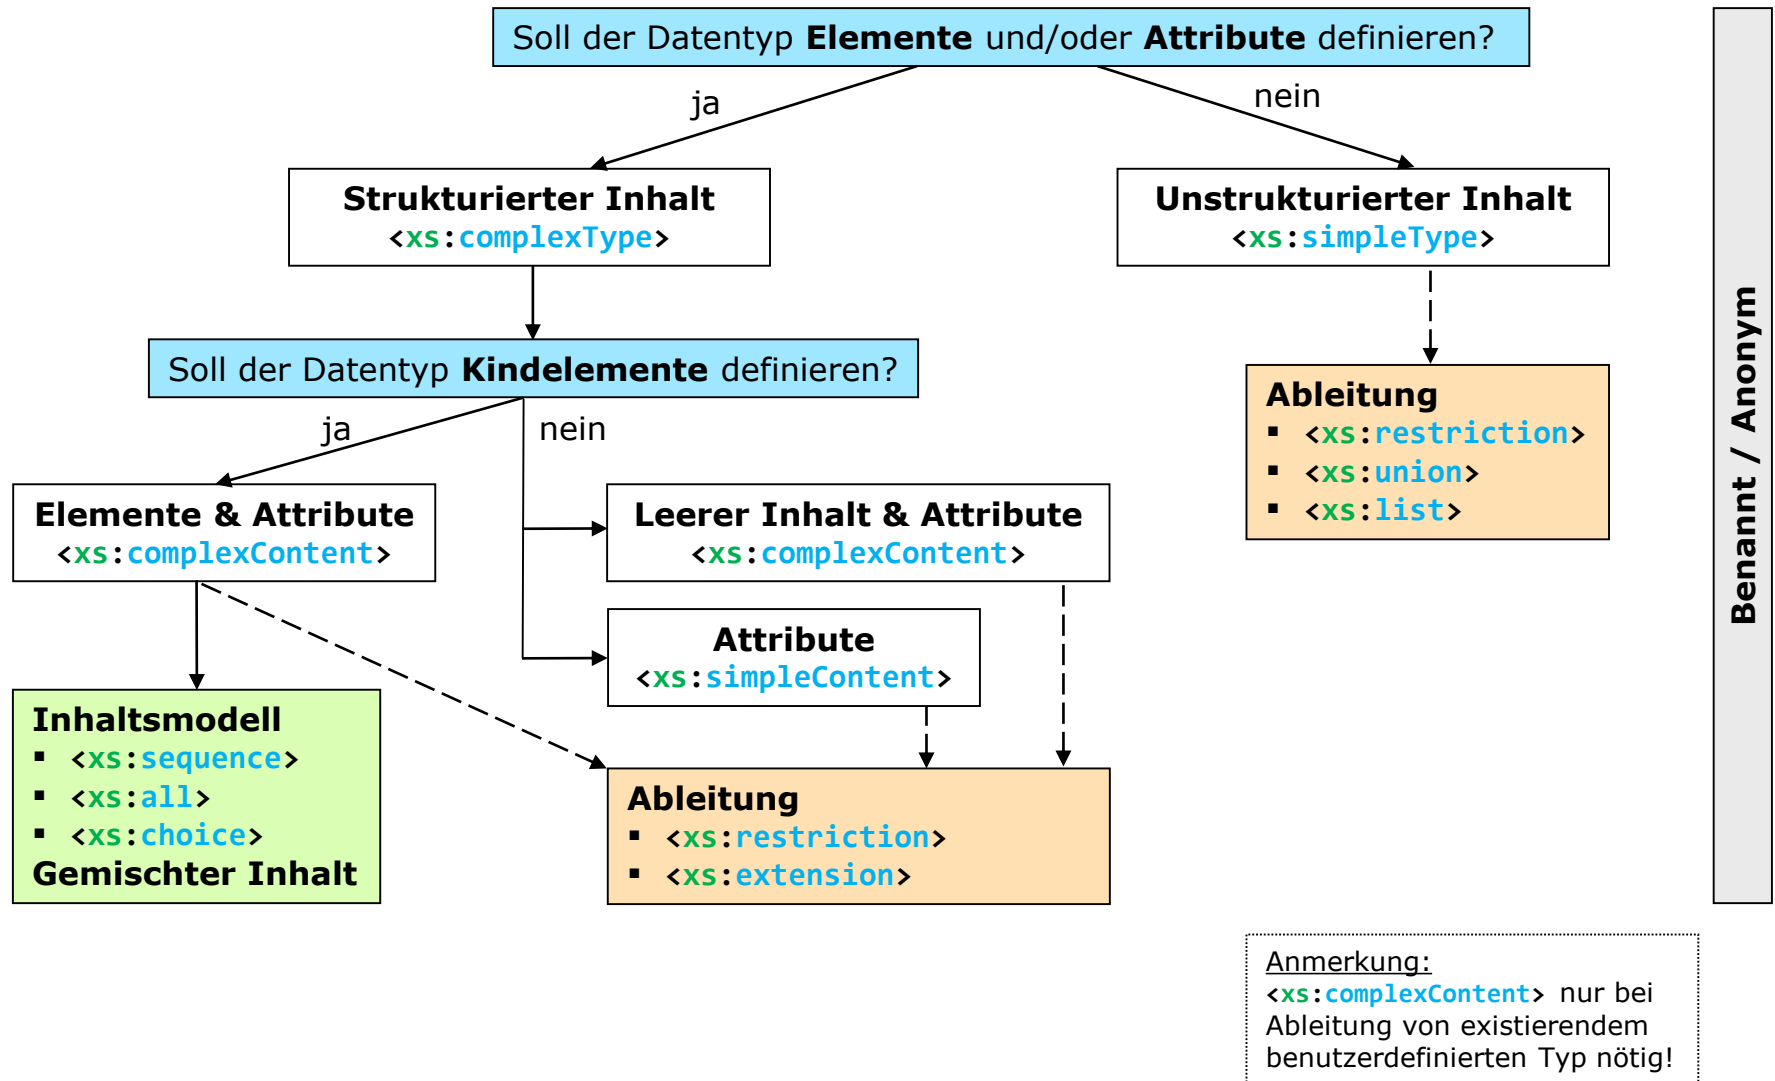 Soll der Datentyp Elemente und/oder Attribute definieren?
ja
nein
Strukturierter Inhalt
<xs:complexType>
Unstrukturierter Inhalt
<xs:simpleType>
Soll der Datentyp Kindelemente definieren?
ja
nein
Ableitung
▪ <xs:restriction>
▪ <xs:union>
▪ <xs:list>
Elemente & Attribute
<xs:complexContent>
Leerer Inhalt & Attribute
<xs:complexContent>
Attribute
<xs:simpleContent>
Inhaltsmodell
▪ <xs:sequence>
▪ <xs:all>
▪ <xs:choice>
Gemischter Inhalt
Ableitung
▪ <xs:restriction>
▪ <xs:extension>
Benannt / Anonym
Anmerkung:
<xs:complexContent> nur bei
Ableitung von existierendem
benutzerdefinierten Typ nötig!